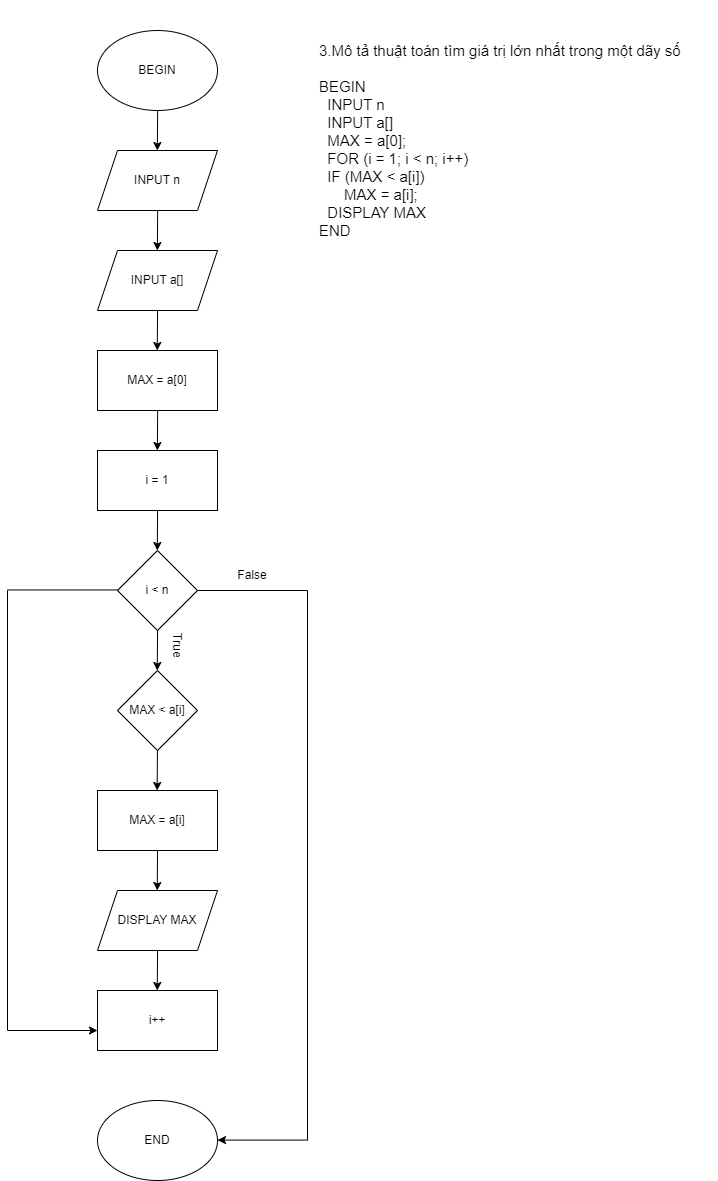 BEGIN
INPUT n
INPUT a[]
MAX = a[0]
i = 1
i < n
False
True
MAX < a[i]
MAX = a[i]
DISPLAY MAX
i++
END
3.Mô tả thuật toán tìm giá trị lớn nhất trong một dãy số
BEGIN
INPUT n
INPUT a[]
MAX = a[0];
FOR (i = 1; i < n; i++)
IF (MAX < a[i])
MAX = a[i];
DISPLAY MAX
END